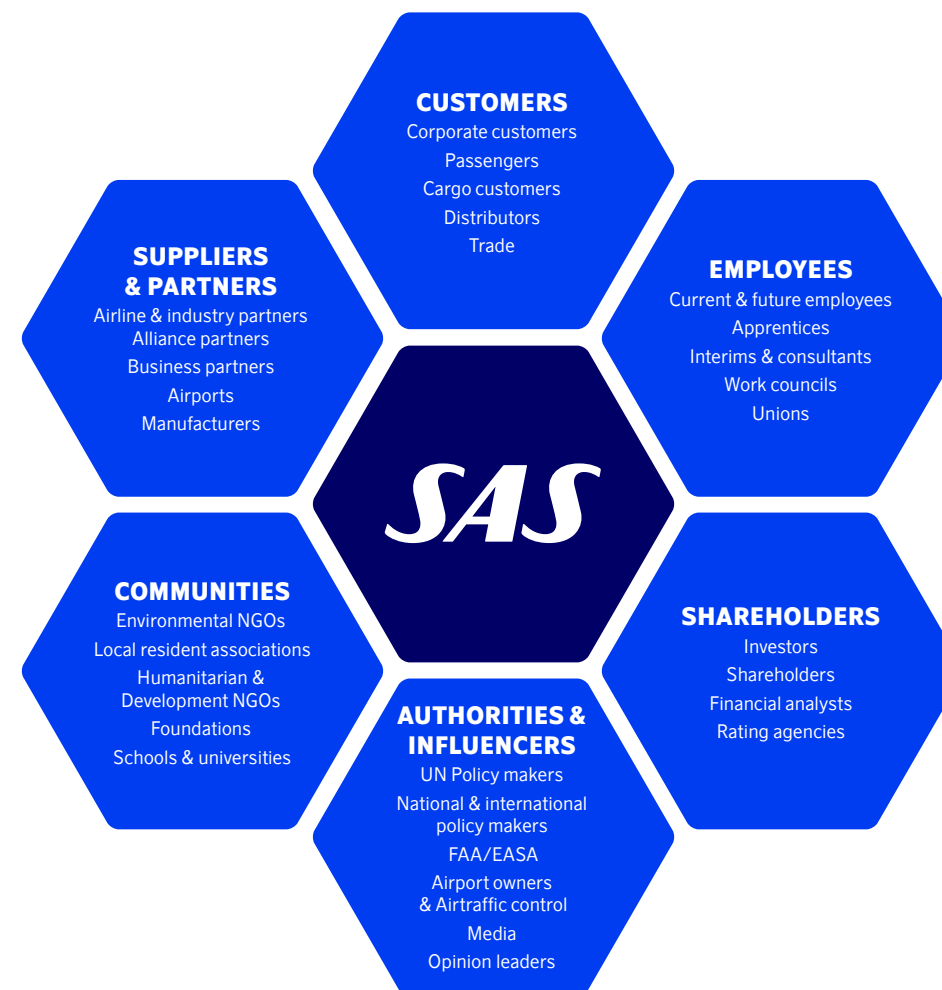 CUSTOMERS
Corporate customers
Passengers
Cargo customers
Distributors
Trade
SUPPLIERS
& PARTNERS
Airline & industry partners
Alliance partners
Business partners
Airports
Manufacturers
EMPLOYEES
Current & future employees
Apprentices
Interims & consultants
Work councils
Unions
SAS
COMMUNITIES
Environmental NGOs
Local resident associations
Humanitarian &
Development NGOs
Foundations
Schools & universities
SHAREHOLDERS
Investors
Shareholders
Financial analysts
Rating agencies
AUTHORITIES &
INFLUENCERS
UN Policy makers
National & international
policy makers
FAA/EASA
Airport owners
& Airtraffic control
Media
Opinion leaders